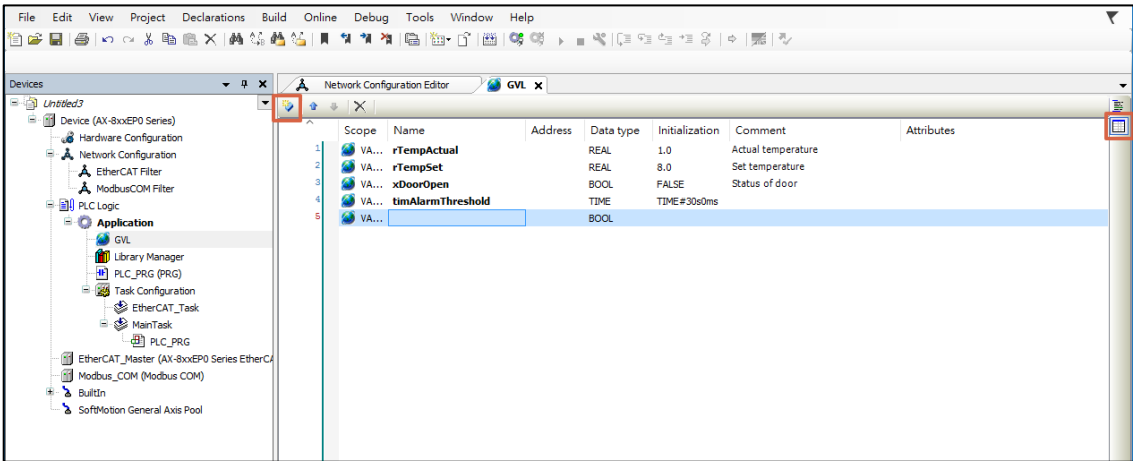 File Edit View Project Declarations Build Online Debug Tools Window Help
Devices
Network Configuration Editor
GVL
Untitled3
Device (AX-8xxEP0 Series)
Hardware Configuration
Network Configuration
EtherCAT Filter
ModbusCOM Filter
PLC Logic
Application
GVL
Library Manager
PLC_PRG (PRG)
Task Configuration
EtherCAT_Task
MainTask
PLC_PRG
EtherCAT_Master (AX-8xxEP0 Series EtherCA
Modbus_COM (Modbus COM)
BuiltIn
SoftMotion General Axis Pool
Scope Name Address Data type Initialization Comment Attributes
1 VA... rTempActual REAL 1.0 Actual temperature
2 VA... rTempSet REAL 8.0 Set temperature
3 VA... xDoorOpen BOOL FALSE Status of door
4 VA... timAlarmThreshold TIME TIME#30s0ms
5 VA... BOOL